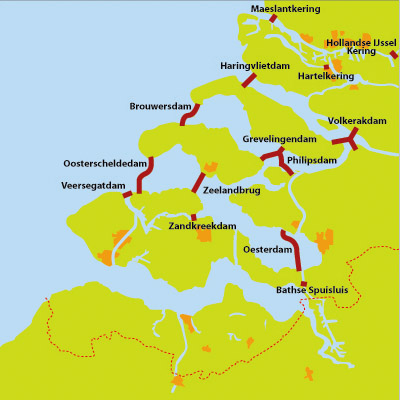 Maeslantkering
Hollandse IJssel
Kering
Haringvlietdam
Hartelkering
Brouwersdam
Volkerakdam
Grevelingendam
Oosterscheldedam
Philipsdam
Veersegatdam
Zeelandbrug
Zandkreekdam
Oesterdam
Bathse Spuisluis